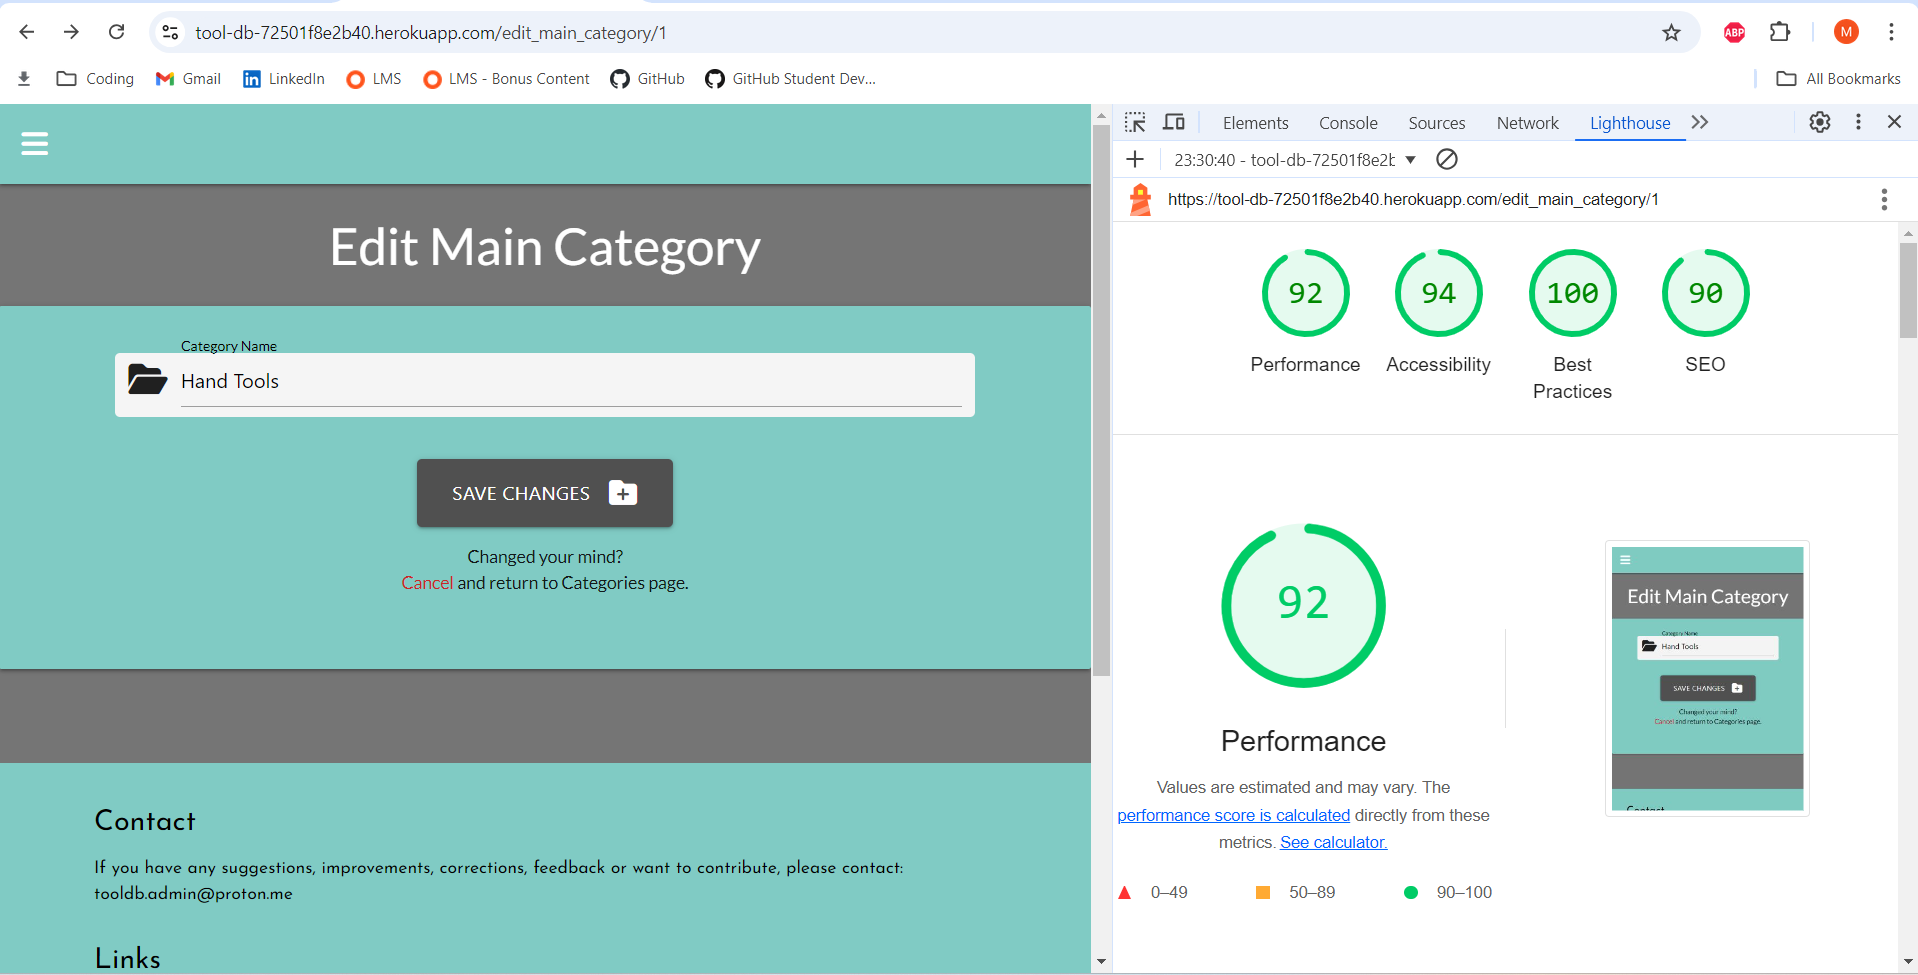 tool-db-72501f8e2b40.herokuapp.com/edit_main_category/1
ABP
M
Coding
Gmail
LinkedIn
LMS
LMS - Bonus Content
GitHub
GitHub Student Dev...
All Bookmarks
Edit Main Category
Category Name
Hand Tools
SAVE CHANGES
Changed your mind?
Cancel and return to Categories page.
Contact
If you have any suggestions, improvements, corrections, feedback or want to contribute, please contact:
tooldb.admin@proton.me
Links
Elements Console Sources Network Lighthouse
23:30:40 - tool-db-72501f8e2b
https://tool-db-72501f8e2b40.herokuapp.com/edit_main_category/1
92 94 100 90
Performance Accessibility Best Practices SEO
92
Performance
Values are estimated and may vary. The
performance score is calculated directly from these
metrics. See calculator.
0–49 50–89 90–100
Edit Main Category
Category Name
Hand Tools
SAVE CHANGES
Changed your mind?
Cancel and return to Categories page.
Contact